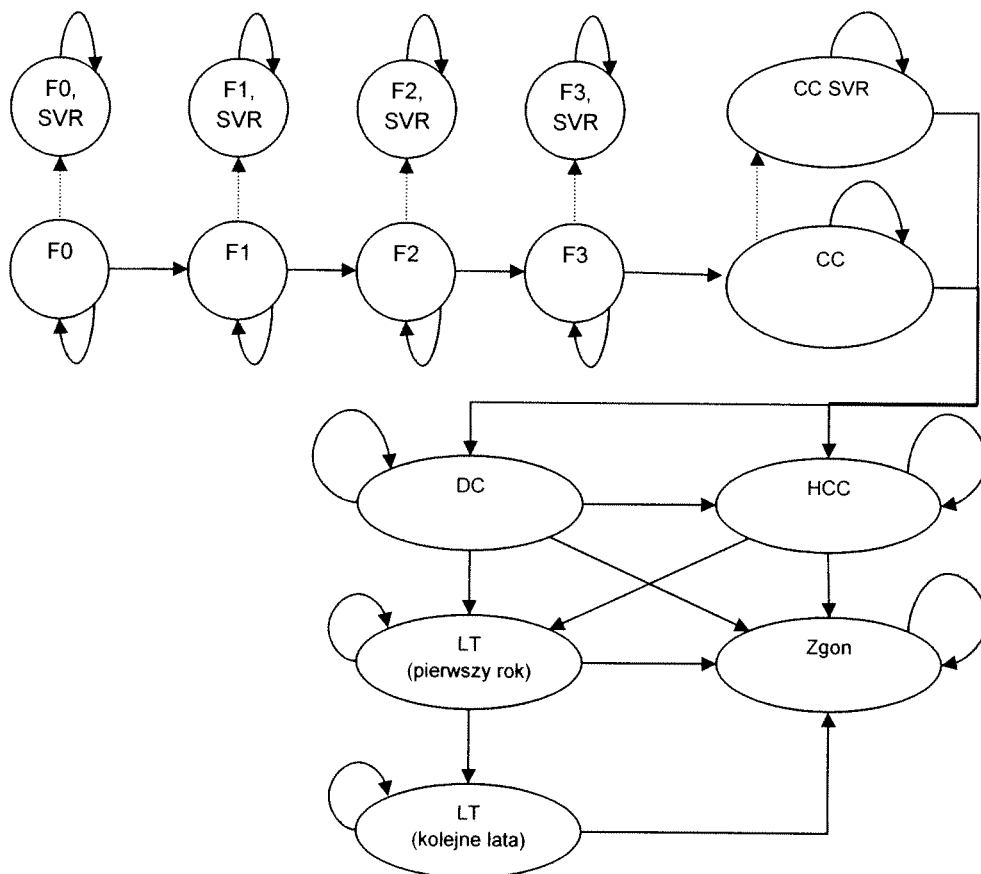 F0,
SVR
F1,
SVR
F2,
SVR
F3,
SVR
CC SVR
F0
F1
F2
F3
CC
DC
HCC
LT
(pierwszy rok)
Zgon
LT
(kolejne lata)